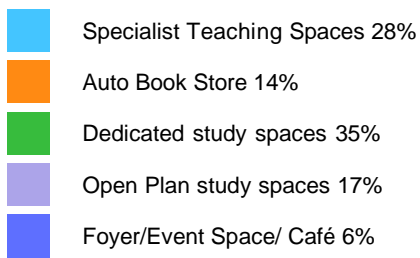 Specialist Teaching Spaces 28%
Auto Book Store 14%
Dedicated study spaces 35%
Open Plan study spaces 17%
Foyer/Event Space/ Café 6%